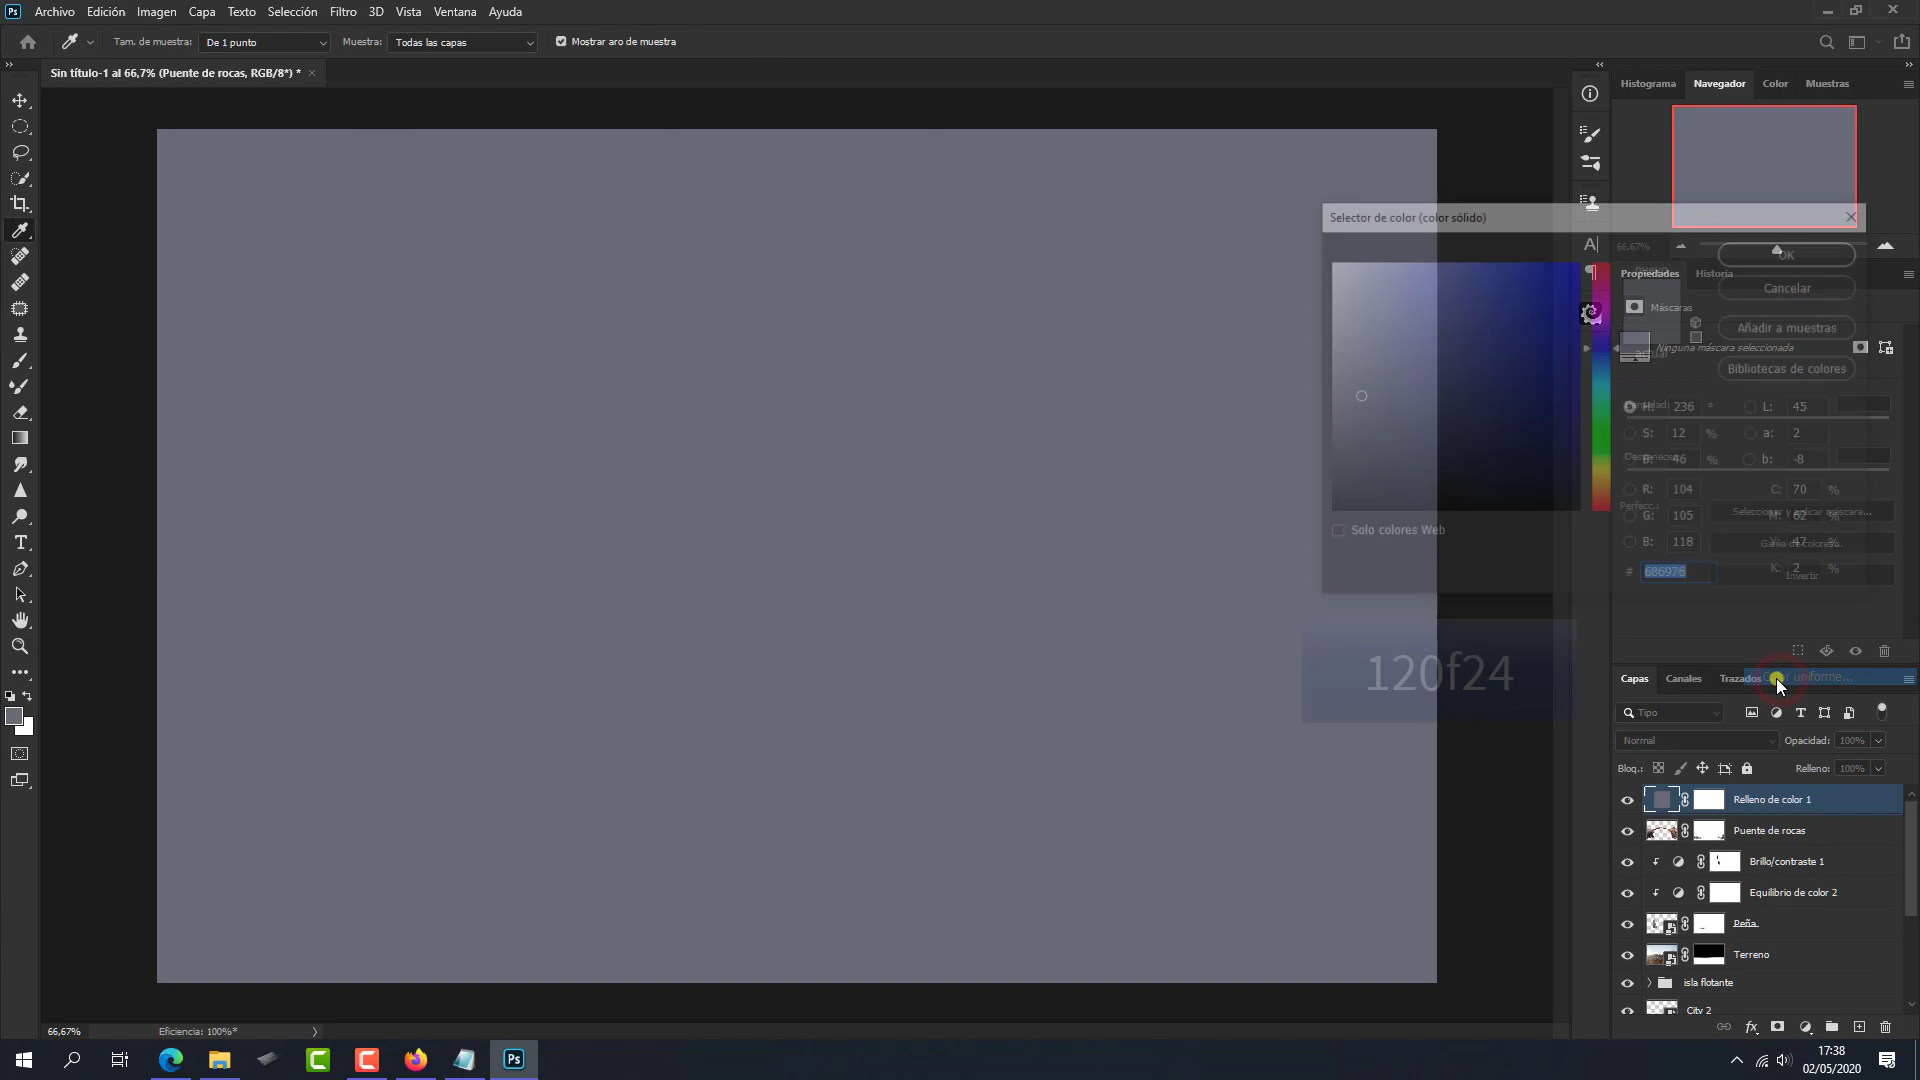 Ps Archivo Edición Imagen Capa Texto Selección Filtro 3D Vista Ventana Ayuda
Tam. de muestra: De 1 punto Muestra: Todas las capas Mostrar aro de muestra
Sin título-1 al 66,7% (Puente de rocas, RGB/8*) *
Histograma Navegador Color Muestras
Selector de color (color sólido)
66,67%
OK
Propiedades Historia
Cancelar
Máscaras
Añadir a muestras
Ninguna máscara seleccionada
Bibliotecas de colores
H: 236 ° L: 45
S: 12 % a: 2
B: 46 % b: -8
R: 104 C: 70 %
Perfecc.: Seleccionar y aplicar máscara...
G: 105 M: 62 %
Solo colores Web
B: 118 Y: 47 %
Gama de colores...
# 686976 K: 2 %
Invertir
120f24
Capas Canales Trazados uniforme...
Tipo
Normal Opacidad: 100%
Bloq.: Relleno: 100%
Relleno de color 1
Puente de rocas
Brillo/contraste 1
Equilibrio de color 2
Peña
Terreno
isla flotante
City 2
66,67% Eficiencia: 100%*
fx
Ps
17:38
02/05/2020